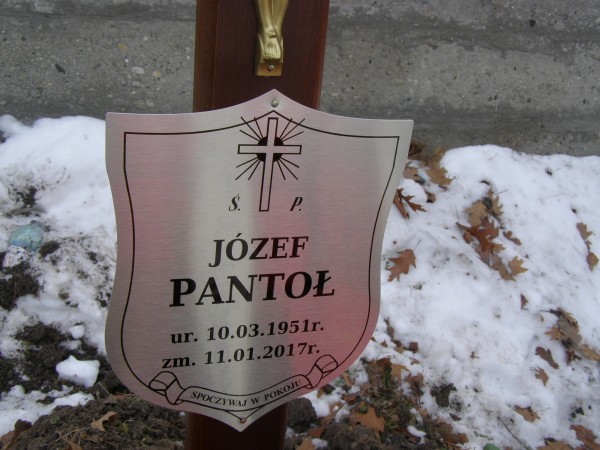 Ś. P.
JÓZEF
PANTOŁ
ur. 10.03.1951r.
zm. 11.01.2017r.
SPOCZYWAJ W POKOJU